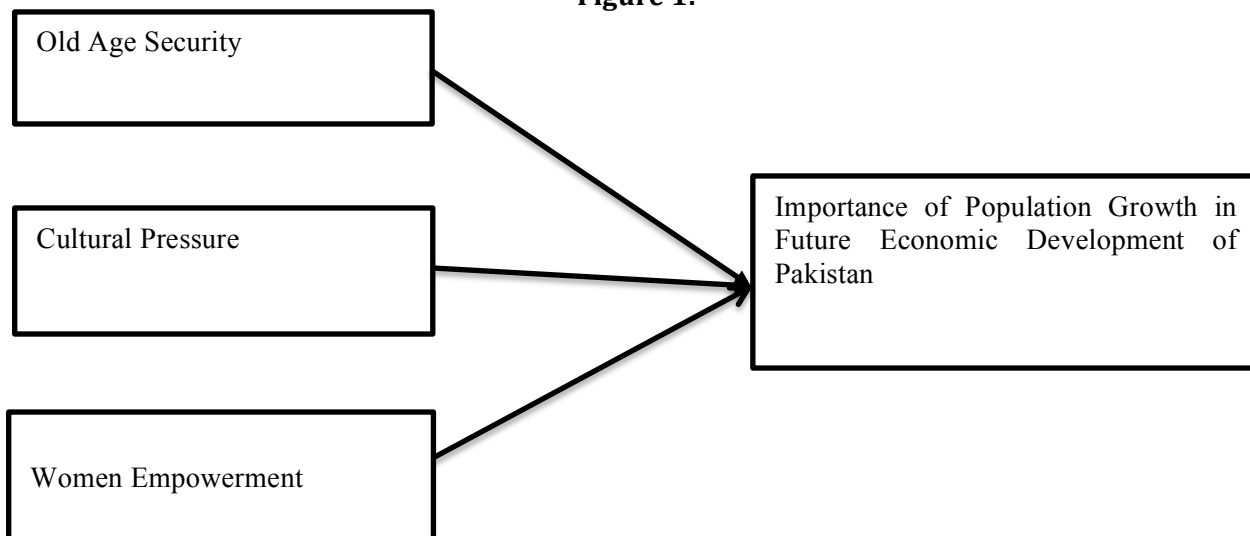 Figure 1:
Old Age Security
Cultural Pressure
Importance of Population Growth in
Future Economic Development of
Pakistan
Women Empowerment